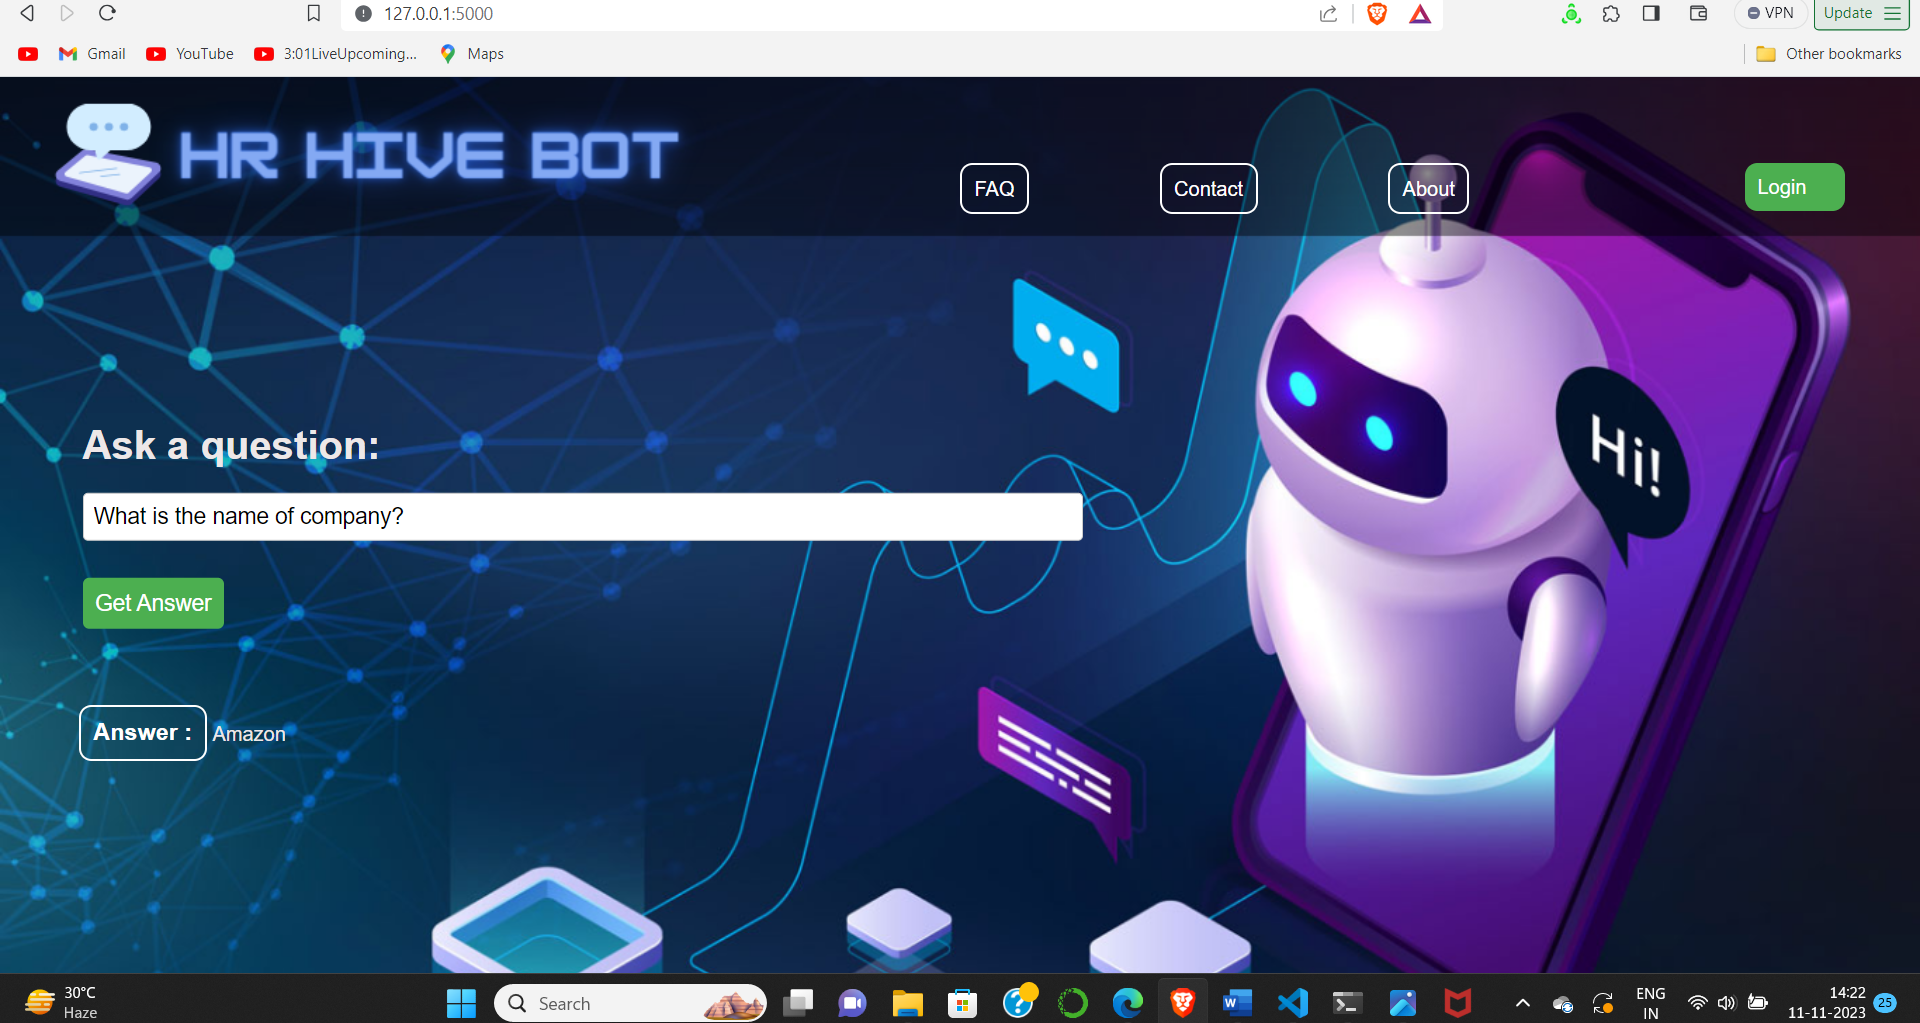 127.0.0.1:5000
VPN
Update
Gmail
YouTube
3:01LiveUpcoming...
Maps
Other bookmarks
HR HIVE BOT
FAQ
Contact
About
Login
Ask a question:
What is the name of company?
Get Answer
Answer :
Amazon
Hi!
30°C
Haze
Search
ENG
IN
14:22
11-11-2023
25